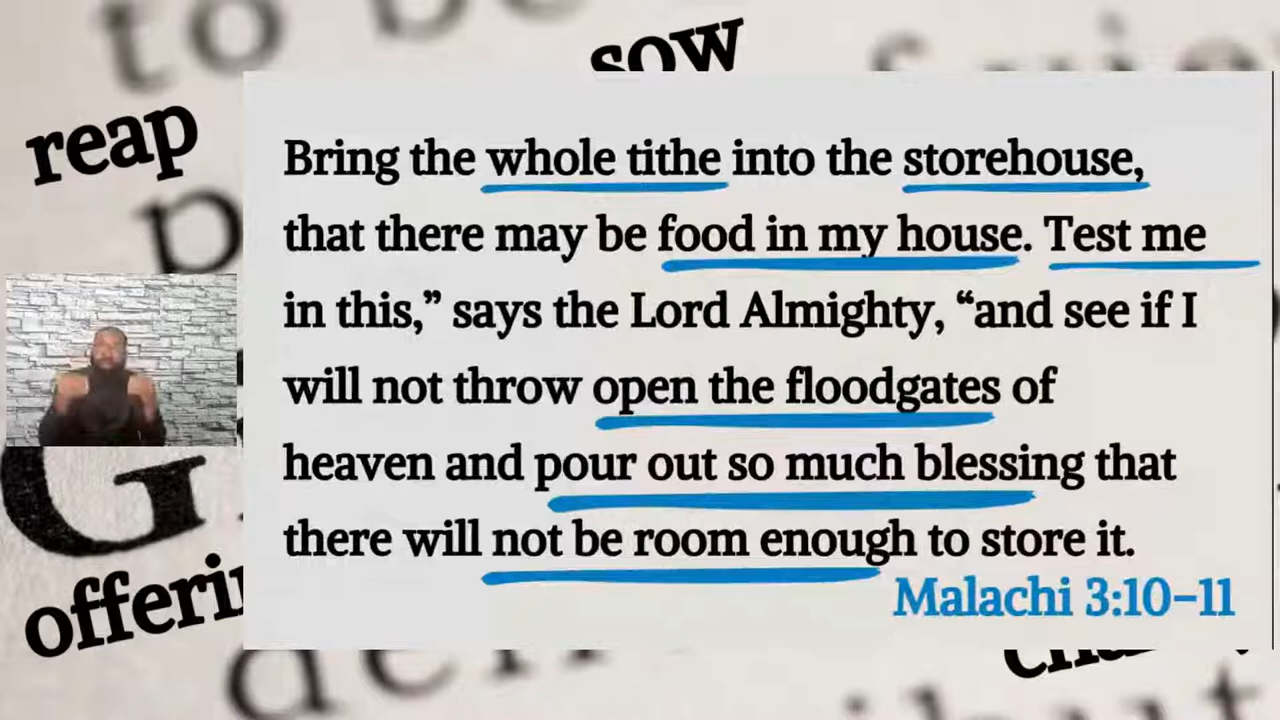 sow
reap
Bring the whole tithe into the storehouse,
that there may be food in my house. Test me
in this,” says the Lord Almighty, “and see if I
will not throw open the floodgates of
heaven and pour out so much blessing that
there will not be room enough to store it.
Malachi 3:10–11